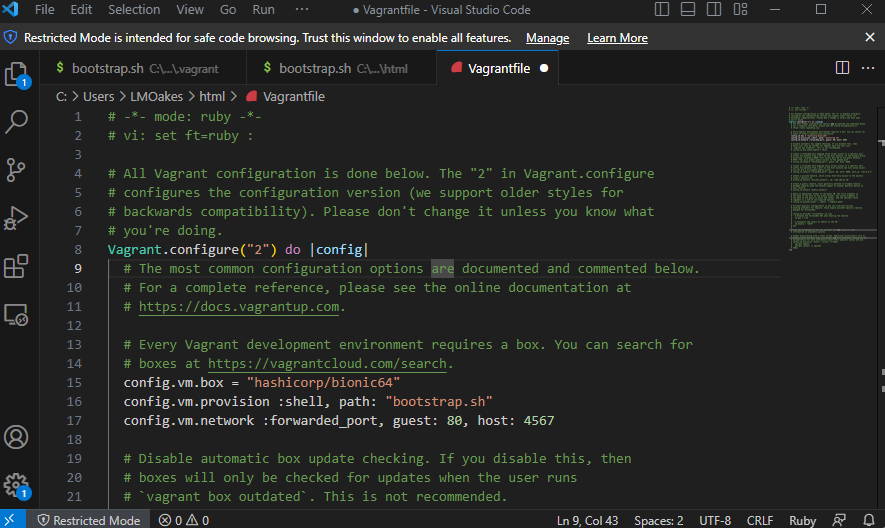 File Edit Selection View Go Run ··· ● Vagrantfile - Visual Studio Code
Restricted Mode is intended for safe code browsing. Trust this window to enable all features. Manage Learn More
$ bootstrap.sh C:\...\vagrant $ bootstrap.sh C:\...\html Vagrantfile ●
C: > Users > LMOakes > html > Vagrantfile
1 # -*- mode: ruby -*-
2 # vi: set ft=ruby :
3
4 # All Vagrant configuration is done below. The "2" in Vagrant.configure
5 # configures the configuration version (we support older styles for
6 # backwards compatibility). Please don't change it unless you know what
7 # you're doing.
8 Vagrant.configure("2") do |config|
9 # The most common configuration options are documented and commented below.
10 # For a complete reference, please see the online documentation at
11 # https://docs.vagrantup.com.
12
13 # Every Vagrant development environment requires a box. You can search for
14 # boxes at https://vagrantcloud.com/search.
15 config.vm.box = "hashicorp/bionic64"
16 config.vm.provision :shell, path: "bootstrap.sh"
17 config.vm.network :forwarded_port, guest: 80, host: 4567
18
19 # Disable automatic box update checking. If you disable this, then
20 # boxes will only be checked for updates when the user runs
21 # `vagrant box outdated`. This is not recommended.
1
1
Restricted Mode 0 0 Ln 9, Col 43 Spaces: 2 UTF-8 CRLF Ruby